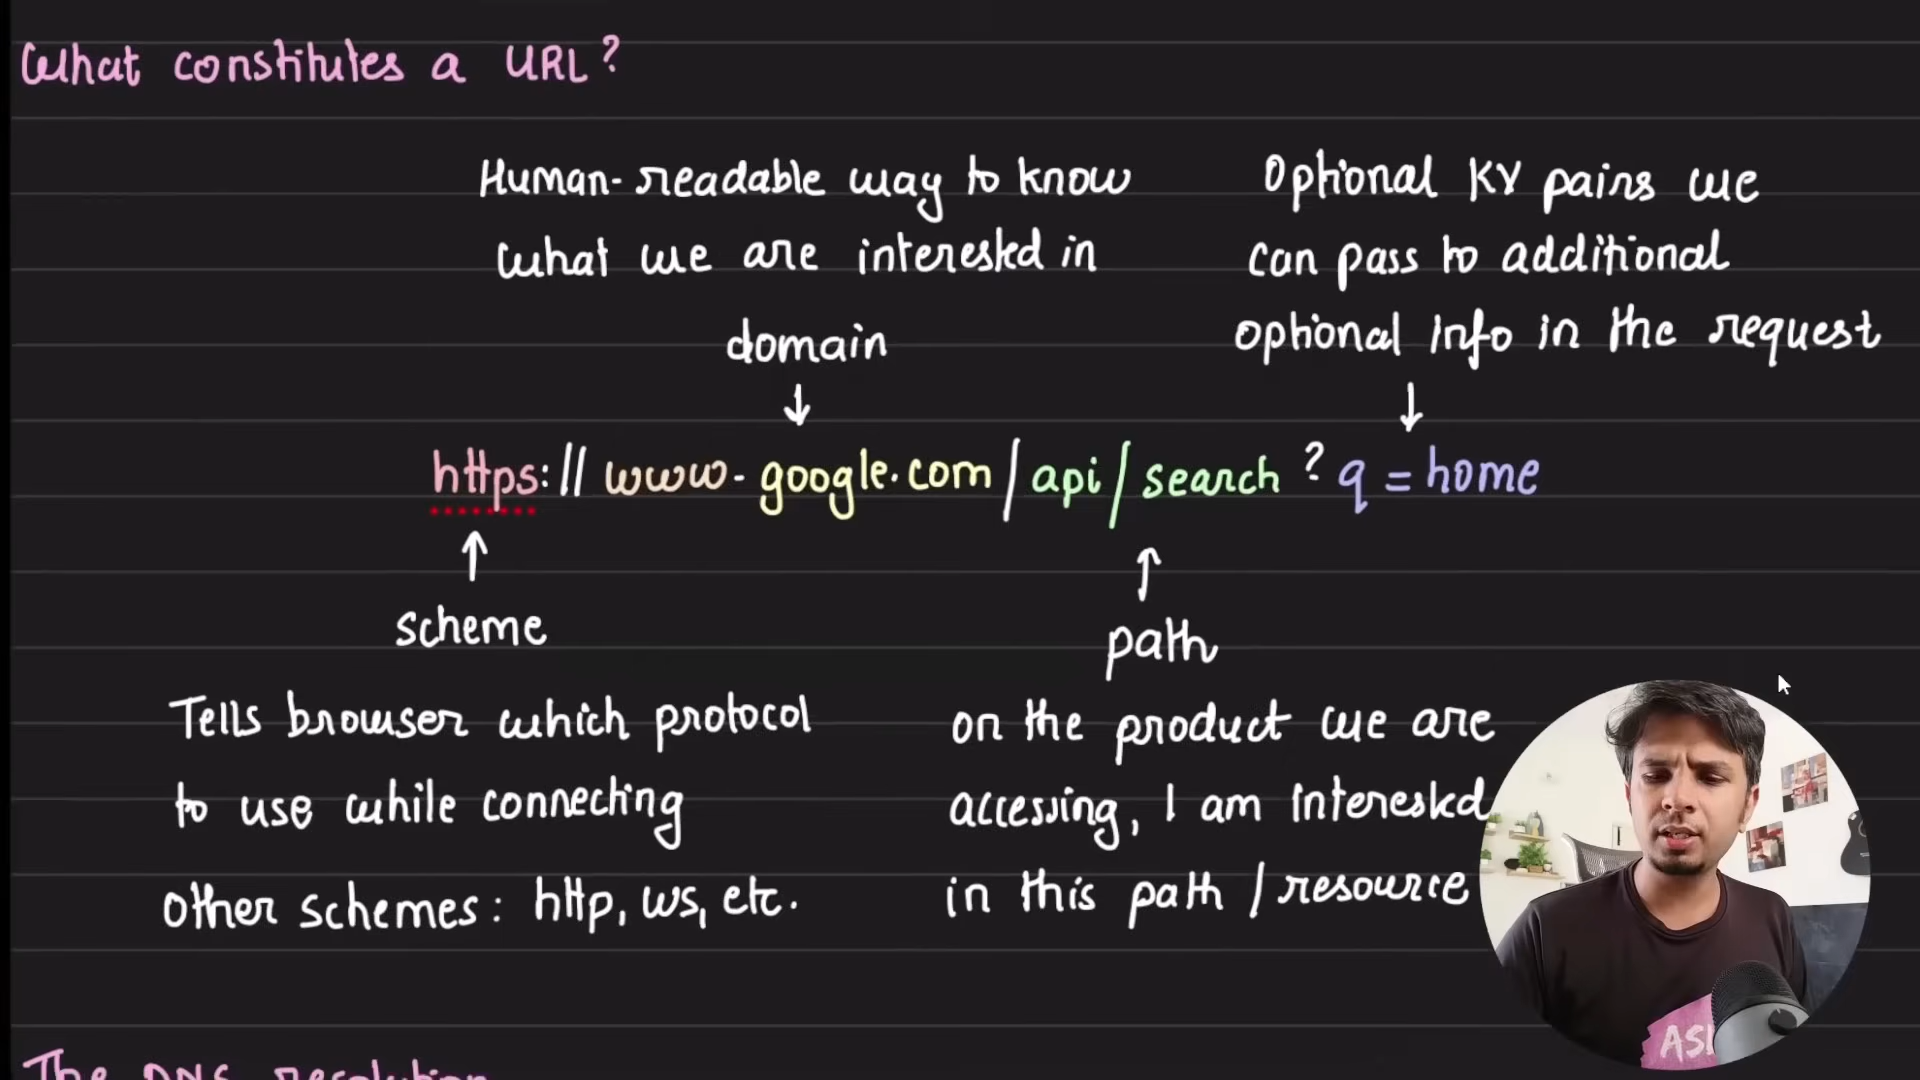 What constitutes a URL?
Human-readable way to know
what we are interested in
domain
Optional KV pairs we
can pass to additional
optional info in the request
https://www.google.com/api/search?q=home
scheme
Tells browser which protocol
to use while connecting
other schemes: http, ws, etc.
path
on the product we are
accessing, I am interested
in this path / resource
The DNS resolution